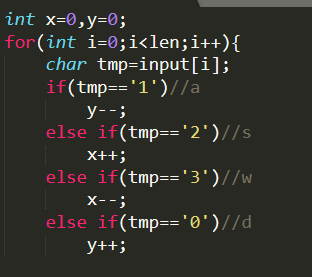 int x=0,y=0;
for(int i=0;i<len;i++){
    char tmp=input[i];
    if(tmp=='1')//a
        y--;
    else if(tmp=='2')//s
        x++;
    else if(tmp=='3')//w
        x--;
    else if(tmp=='0')//d
        y++;